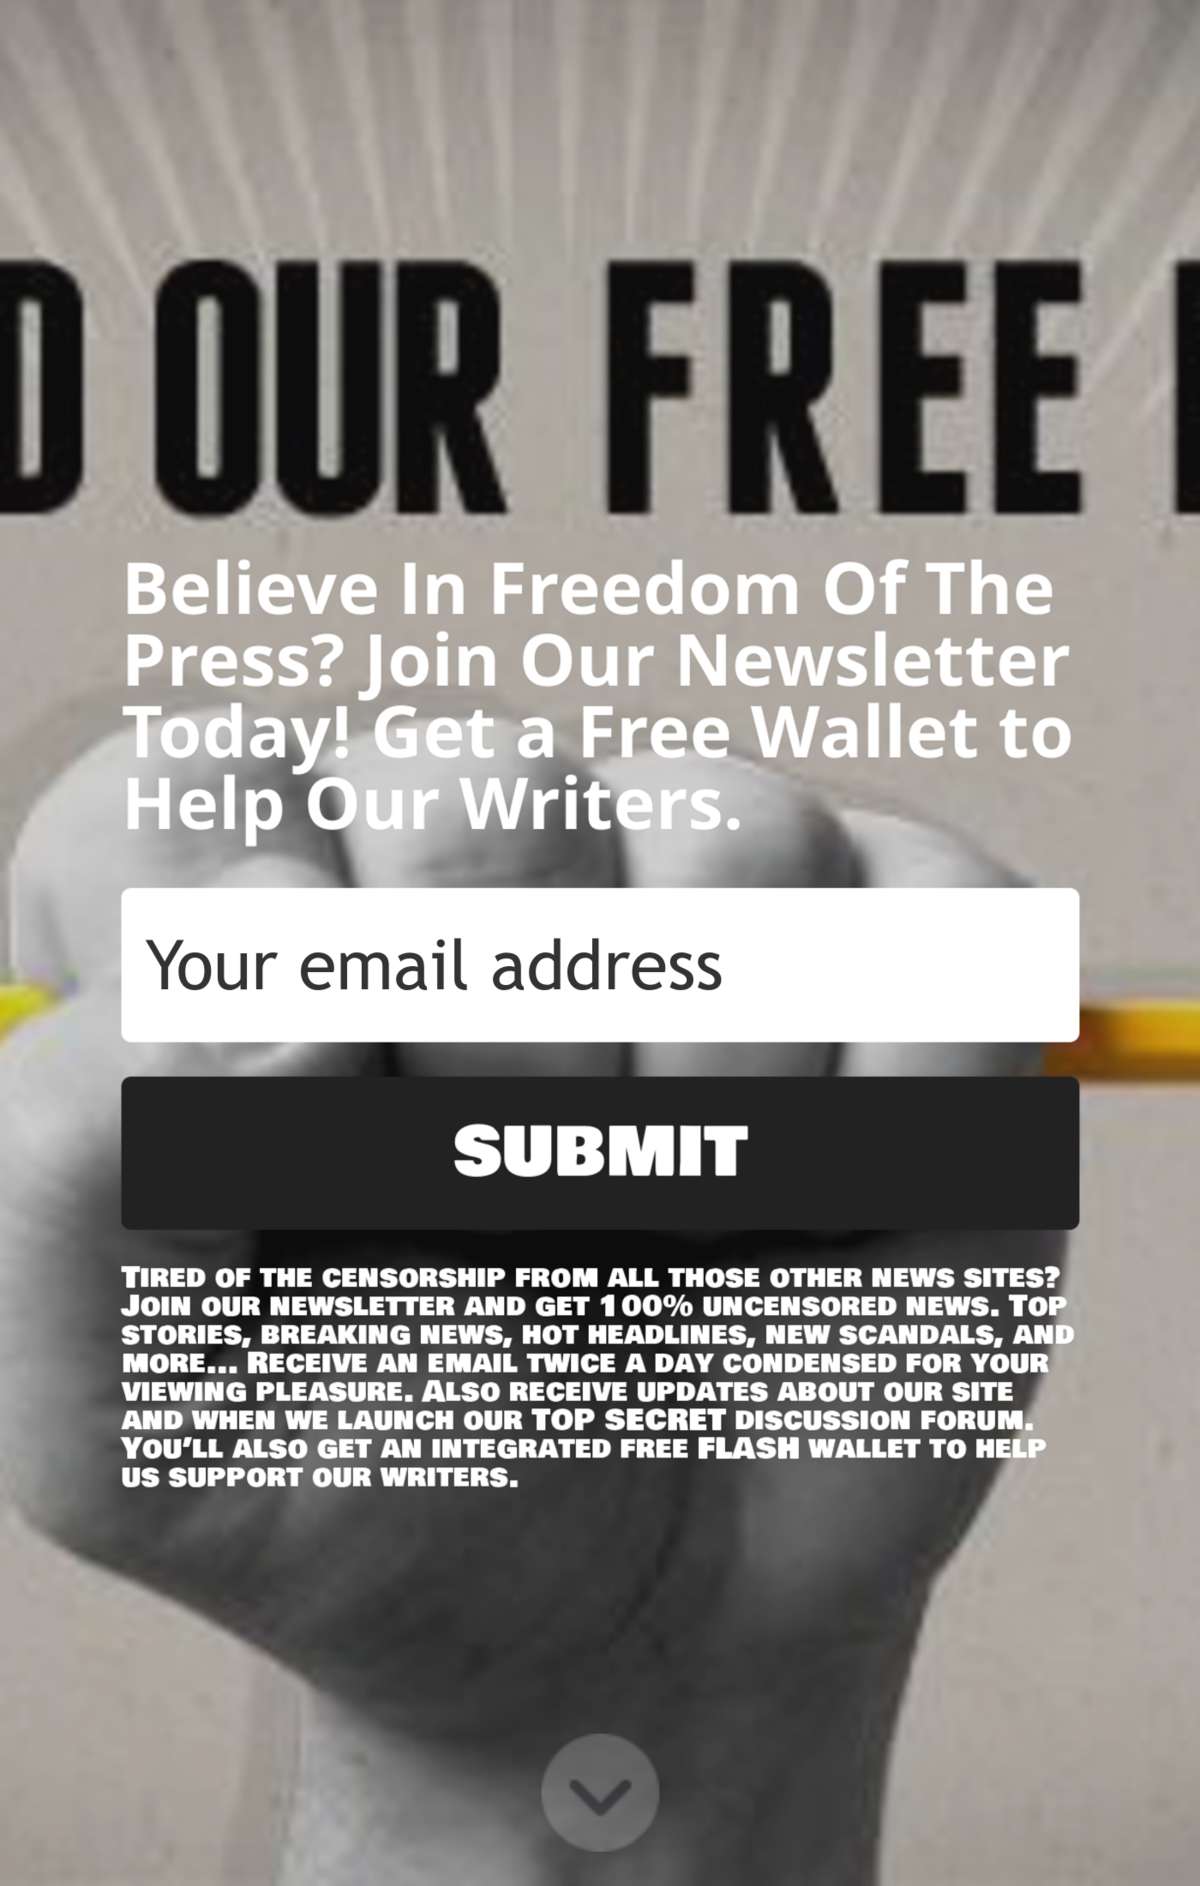 D OUR FREE
Believe In Freedom Of The
Press? Join Our Newsletter
Today! Get a Free Wallet to
Help Our Writers.
Your email address
SUBMIT
Tired of the censorship from all those other news sites?
Join our newsletter and get 100% uncensored news. Top
stories, breaking news, hot headlines, new scandals, and
more... Receive an email twice a day condensed for your
viewing pleasure. Also receive updates about our site
and when we launch our TOP SECRET discussion forum.
You'll also get an integrated free FLASH wallet to help
us support our writers.